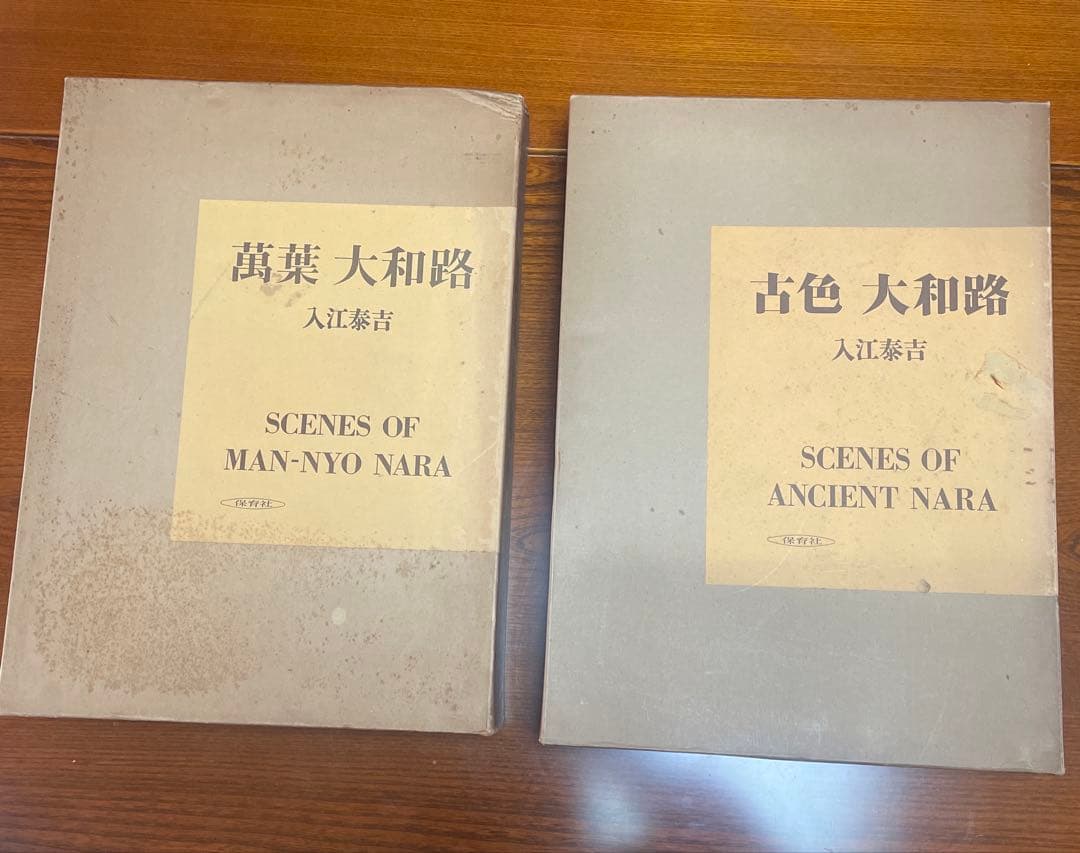 萬葉 大和路
入江泰吉
SCENES OF
MAN-NYO NARA
保育社
古色 大和路
入江泰吉
SCENES OF
ANCIENT NARA
保育社